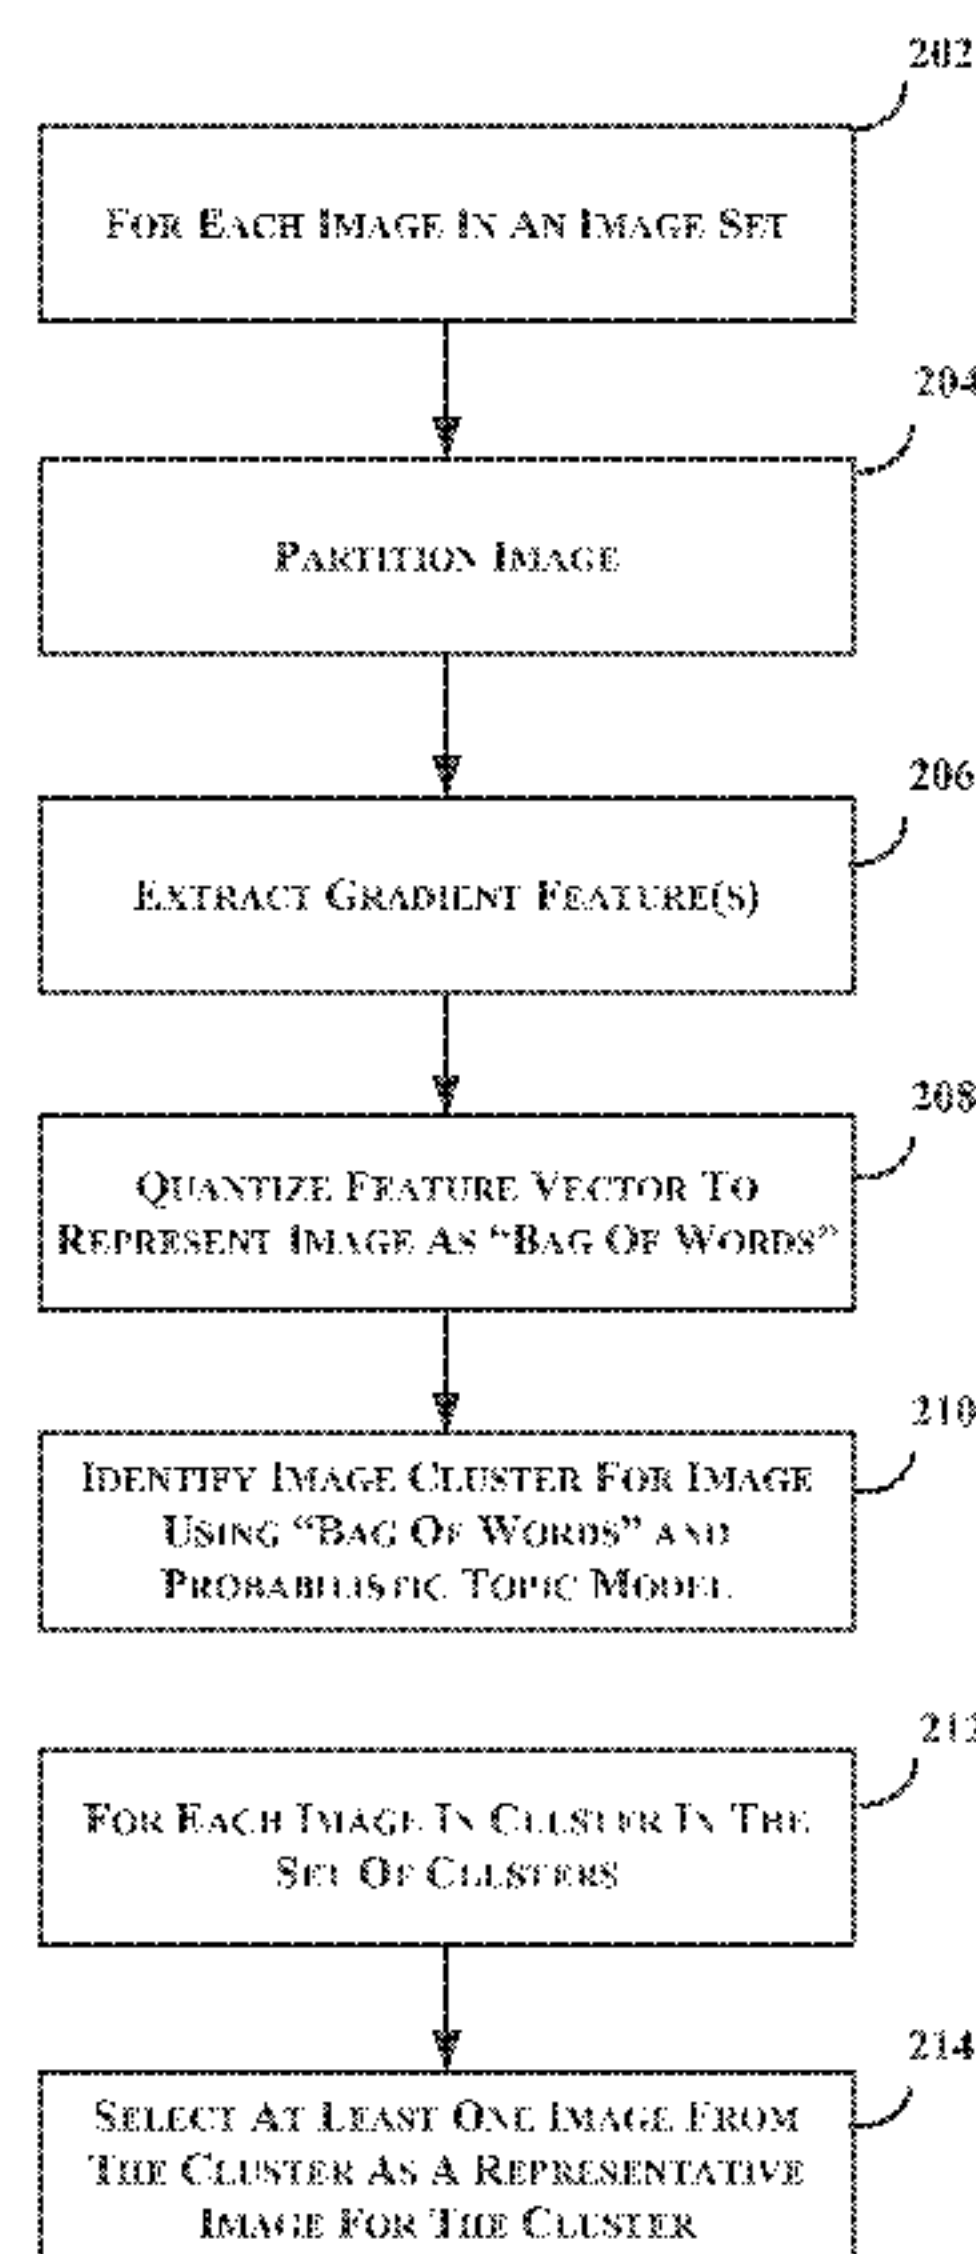 202
FOR EACH IMAGE IN AN IMAGE SET
204
PARTITION IMAGE
206
EXTRACT GRADIENT FEATURE(S)
208
QUANTIZE FEATURE VECTOR TO
REPRESENT IMAGE AS “BAG OF WORDS”
210
IDENTIFY IMAGE CLUSTER FOR IMAGE
USING “BAG OF WORDS” AND
PROBABILISTIC TOPIC MODEL
212
FOR EACH IMAGE IN CLUSTER IN THE
SET OF CLUSTERS
214
SELECT AT LEAST ONE IMAGE FROM
THE CLUSTER AS A REPRESENTATIVE
IMAGE FOR THE CLUSTER